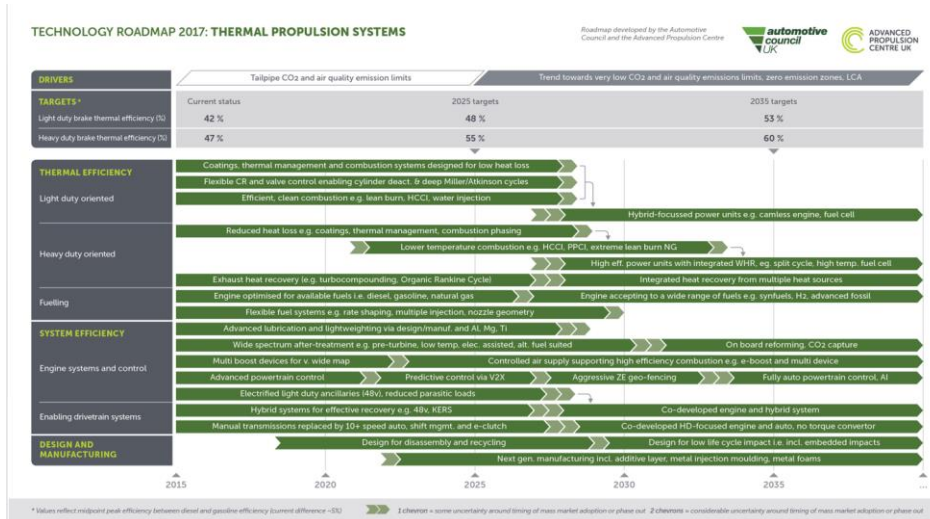 TECHNOLOGY ROADMAP 2017: THERMAL PROPULSION SYSTEMS
Roadmap developed by the Automotive
Council and the Advanced Propulsion Centre
automotive
council
UK
ADVANCED
PROPULSION
CENTRE UK
DRIVERS
Tailpipe CO2 and air quality emission limits
Trend towards very low CO2 and air quality emissions limits, zero emission zones, LCA
TARGETS *
Current status
2025 targets
2035 targets
Light duty brake thermal efficiency (%)
42 %
48 %
53 %
Heavy duty brake thermal efficiency (%)
47 %
55 %
60 %
THERMAL EFFICIENCY
Light duty oriented
Coatings, thermal management and combustion systems designed for low heat loss
Flexible CR and valve control enabling cylinder deact. & deep Miller/Atkinson cycles
Efficient, clean combustion e.g. lean burn, HCCI, water injection
Hybrid-focussed power units e.g. camless engine, fuel cell
Heavy duty oriented
Reduced heat loss e.g. coatings, thermal management, combustion phasing
Lower temperature combustion e.g. HCCI, PPCI, extreme lean burn NG
High eff. power units with integrated WHR, eg. split cycle, high temp. fuel cell
Exhaust heat recovery (e.g. turbocompounding, Organic Rankine Cycle)
Integrated heat recovery from multiple heat sources
Fuelling
Engine optimised for available fuels i.e. diesel, gasoline, natural gas
Engine accepting to a wide range of fuels e.g. synfuels, H2, advanced fossil
Flexible fuel systems e.g. rate shaping, multiple injection, nozzle geometry
SYSTEM EFFICIENCY
Engine systems and control
Advanced lubrication and lightweighting via design/manuf. and Al, Mg, Ti
Wide spectrum after-treatment e.g. pre-turbine, low temp, elec. assisted, alt. fuel suited
On board reforming, CO2 capture
Multi boost devices for v. wide map
Controlled air supply supporting high efficiency combustion e.g. e-boost and multi device
Advanced powertrain control
Predictive control via V2X
Aggressive ZE geo-fencing
Fully auto powertrain control, AI
Electrified light duty ancillaries (48v), reduced parasitic loads
Enabling drivetrain systems
Hybrid systems for effective recovery e.g. 48v, KERS
Co-developed engine and hybrid system
Manual transmissions replaced by 10+ speed auto, shift mgmt. and e-clutch
Co-developed HD-focused engine and auto, no torque convertor
DESIGN AND
MANUFACTURING
Design for disassembly and recycling
Design for low life cycle impact i.e. incl. embedded impacts
Next gen. manufacturing incl. additive layer, metal injection moulding, metal foams
2015
2020
2025
2030
2035
...
* Values reflect midpoint peak efficiency between diesel and gasoline efficiency (current difference ~5%)
1 chevron = some uncertainty around timing of mass market adoption or phase out 2 chevrons = considerable uncertainty around timing of mass market adoption or phase out